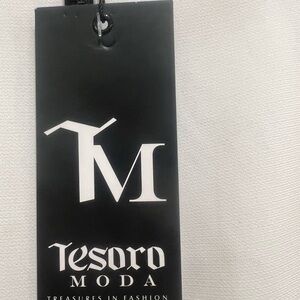 TM
Tesoro
MODA
TREASURES IN FASHION